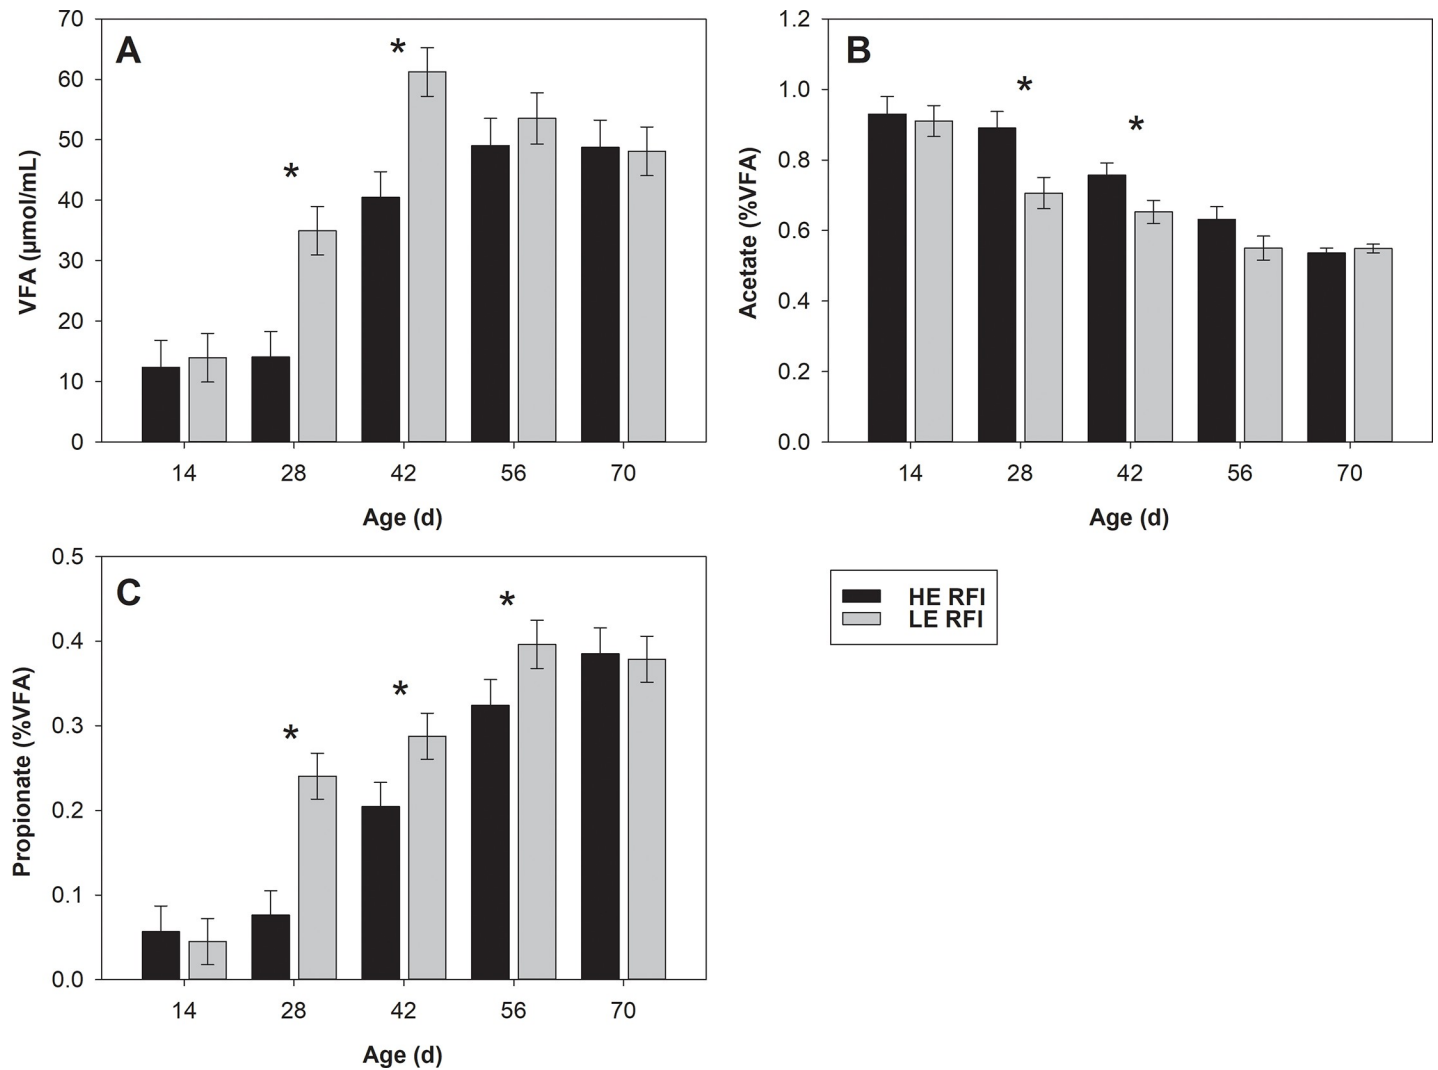 A
*
*
VFA (µmol/mL)
70
60
50
40
30
20
10
0
14 28 42 56 70
Age (d)
B
*
*
Acetate (%VFA)
1.2
1.0
0.8
0.6
0.4
0.2
0.0
14 28 42 56 70
Age (d)
C
*
*
*
Propionate (%VFA)
0.5
0.4
0.3
0.2
0.1
0.0
14 28 42 56 70
Age (d)
HE RFI
LE RFI